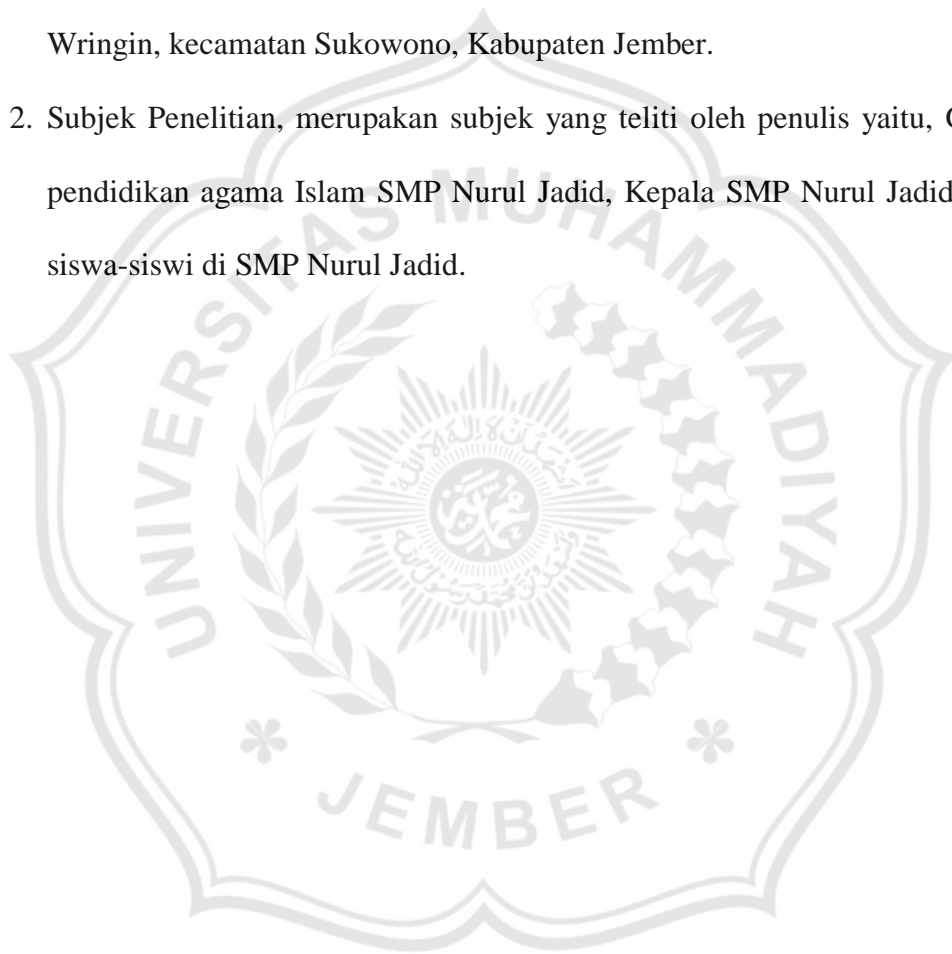 Wringin, kecamatan Sukowono, Kabupaten Jember.
2. Subjek Penelitian, merupakan subjek yang teliti oleh penulis yaitu,
pendidikan agama Islam SMP Nurul Jadid, Kepala SMP Nurul Jadid
siswa-siswi di SMP Nurul Jadid.
UNIVERSITAS MUHAMMADIYAH
JEMBER